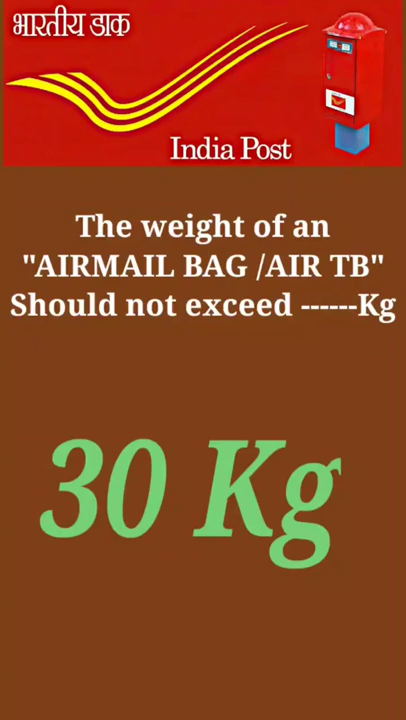 भारतीय डाक
India Post
The weight of an
"AIRMAIL BAG /AIR TB"
Should not exceed ------Kg
30 Kg